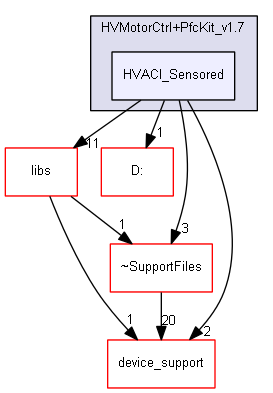 HVMotorCtrl+PfcKit_v1.7
HVACI_Sensored
11
1
libs
D:
1
3
~SupportFiles
1
20
2
device_support